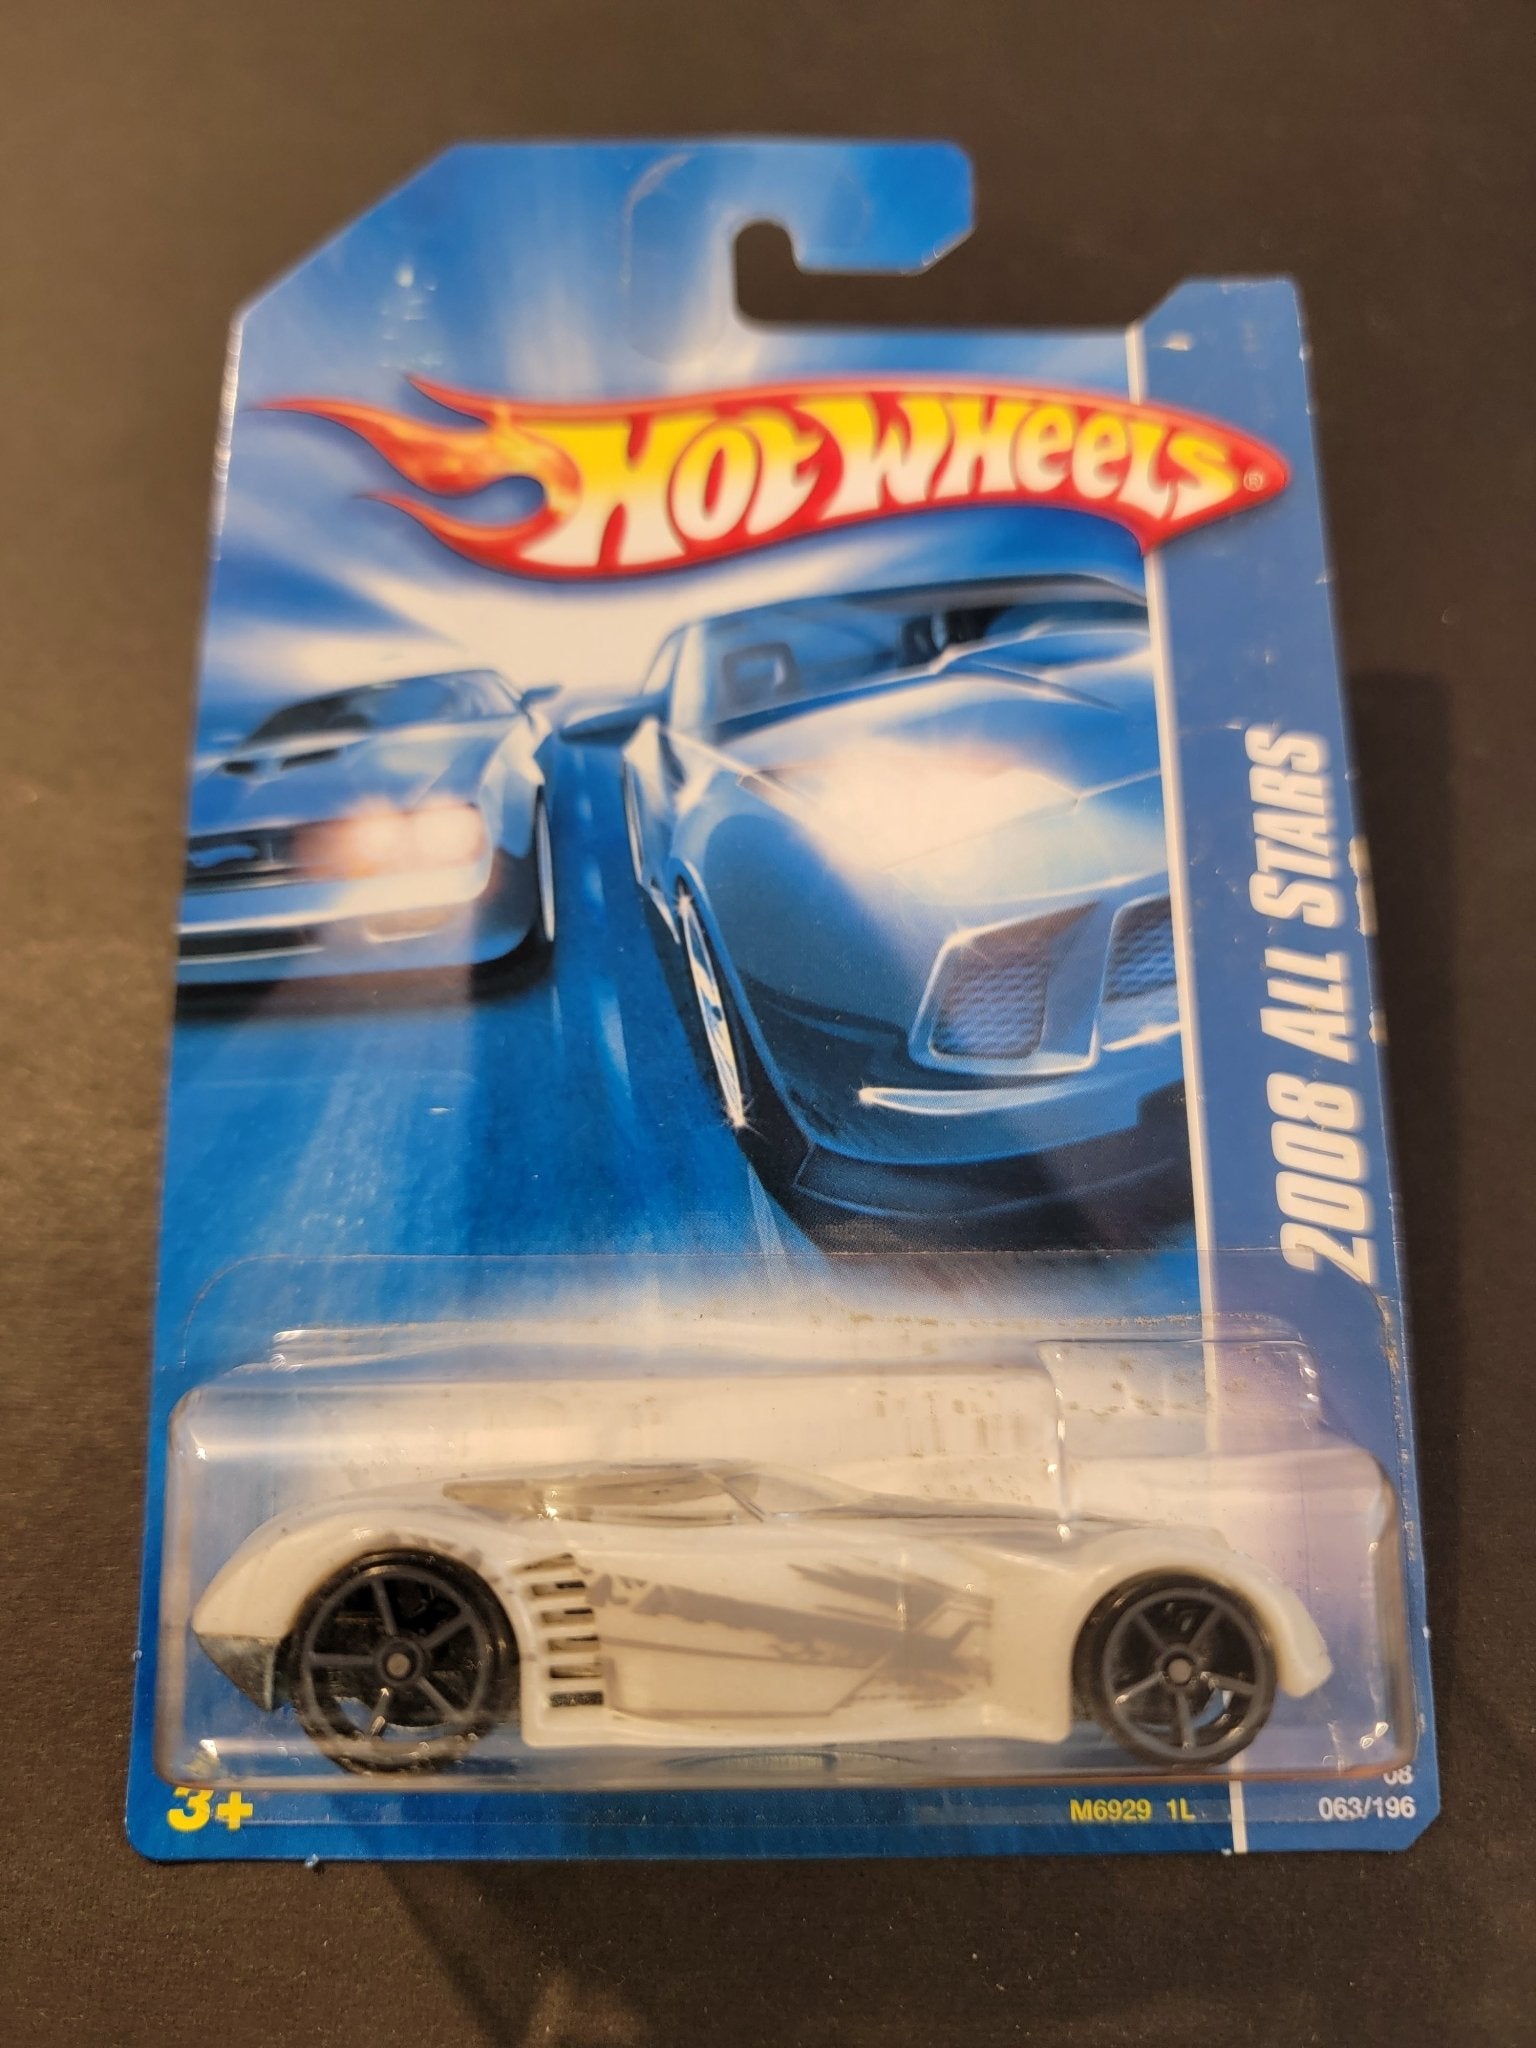 HOT WHEELS ®
2008 ALL STARS
3+
M6929 1L
08
063/196